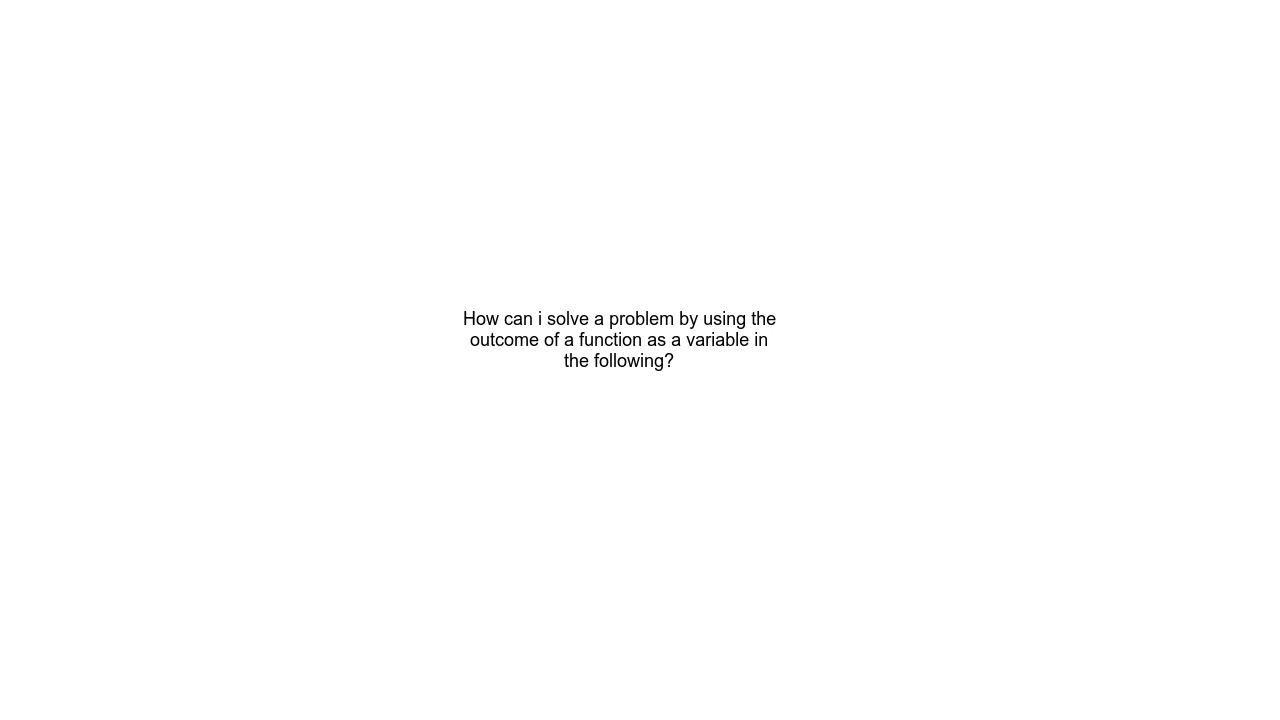 How can i solve a problem by using the
outcome of a function as a variable in
the following?